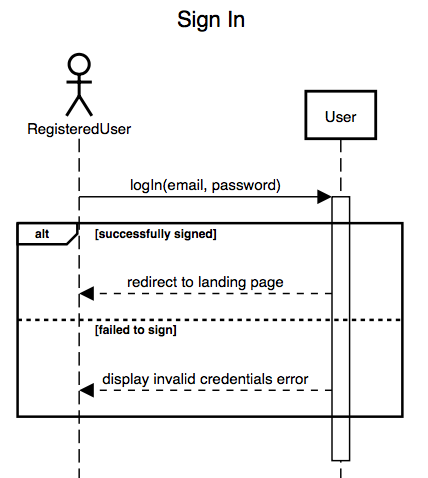 Sign In
RegisteredUser
User
logIn(email, password)
alt
[successfully signed]
redirect to landing page
[failed to sign]
display invalid credentials error